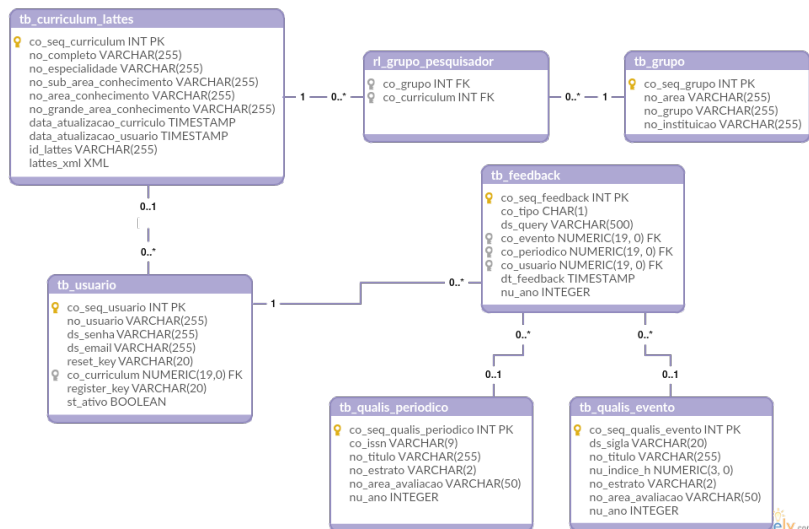 tb_curriculum_lattes
co_seq_curriculum INT PK
no_completo VARCHAR(255)
no_especialidade VARCHAR(255)
no_sub_area_conhecimento VARCHAR(255)
no_area_conhecimento VARCHAR(255)
no_grande_area_conhecimento VARCHAR(255)
data_atualizacao_curriculo TIMESTAMP
data_atualizacao_usuario TIMESTAMP
id_lattes VARCHAR(255)
lattes_xml XML
1
0..*
rl_grupo_pesquisador
co_grupo INT FK
co_curriculum INT FK
0..*
1
tb_grupo
co_seq_grupo INT PK
no_area VARCHAR(255)
no_grupo VARCHAR(255)
no_instituicao VARCHAR(255)
0..1
0..*
tb_feedback
co_seq_feedback INT PK
co_tipo CHAR(1)
ds_query VARCHAR(500)
co_evento NUMERIC(19, 0) FK
co_periodico NUMERIC(19, 0) FK
co_usuario NUMERIC(19, 0) FK
dt_feedback TIMESTAMP
nu_ano INTEGER
tb_usuario
co_seq_usuario INT PK
no_usuario VARCHAR(255)
ds_senha VARCHAR(255)
ds_email VARCHAR(255)
reset_key VARCHAR(20)
co_curriculum NUMERIC(19,0) FK
register_key VARCHAR(20)
st_ativo BOOLEAN
1
0..*
0..*
0..*
0..1
0..1
tb_qualis_periodico
co_seq_qualis_periodico INT PK
co_issn VARCHAR(9)
no_titulo VARCHAR(255)
no_estrato VARCHAR(2)
no_area_avaliacao VARCHAR(50)
nu_ano INTEGER
tb_qualis_evento
co_seq_qualis_evento INT PK
ds_sigla VARCHAR(20)
no_titulo VARCHAR(255)
nu_indice_h NUMERIC(3, 0)
no_estrato VARCHAR(2)
no_area_avaliacao VARCHAR(50)
nu_ano INTEGER